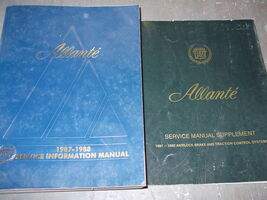 Allanté
1987-1988
SERVICE INFORMATION MANUAL
Allanté
SERVICE MANUAL SUPPLEMENT
ANTILOCK BRAKE AND TRACTION CONTROL SYSTEMS